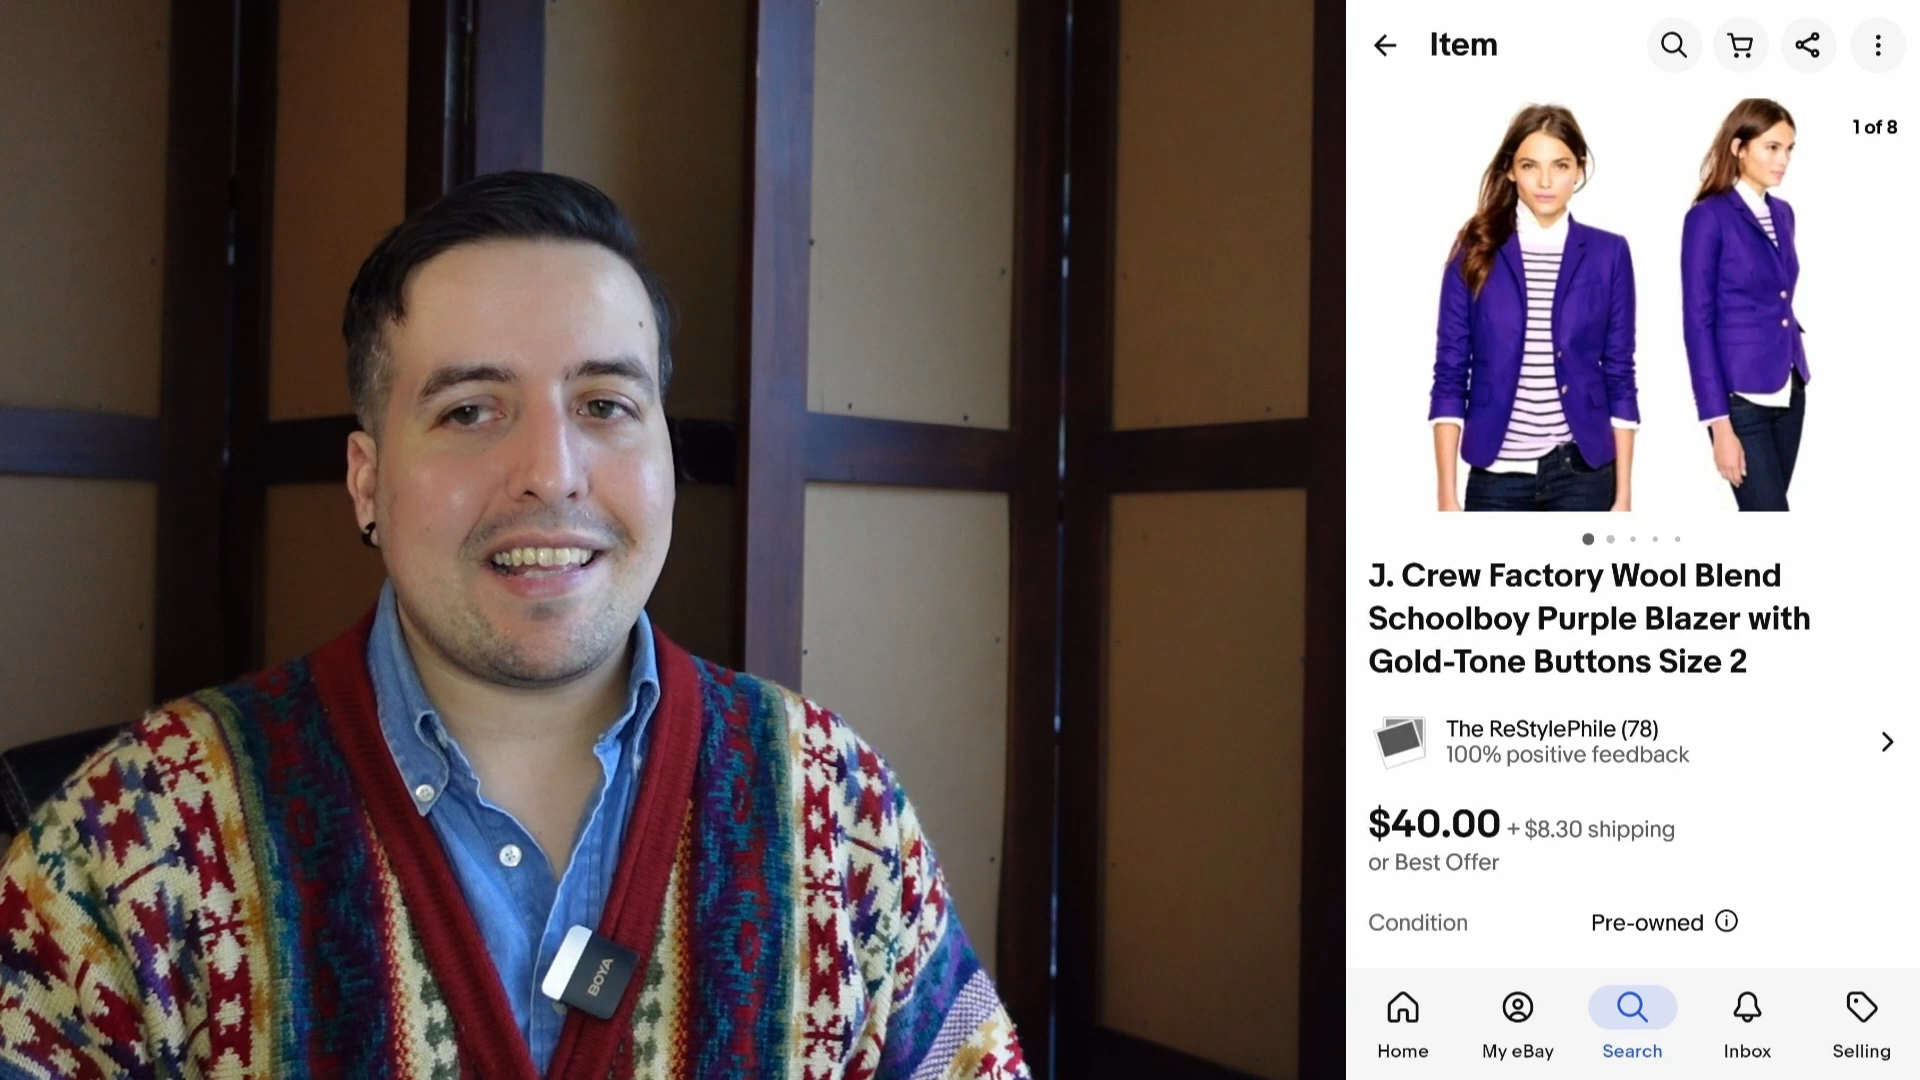 BOYA
Item
1 of 8
J. Crew Factory Wool Blend
Schoolboy Purple Blazer with
Gold-Tone Buttons Size 2
The ReStylePhile (78)
100% positive feedback
$40.00 + $8.30 shipping
or Best Offer
Condition Pre-owned
Home My eBay Search Inbox Selling